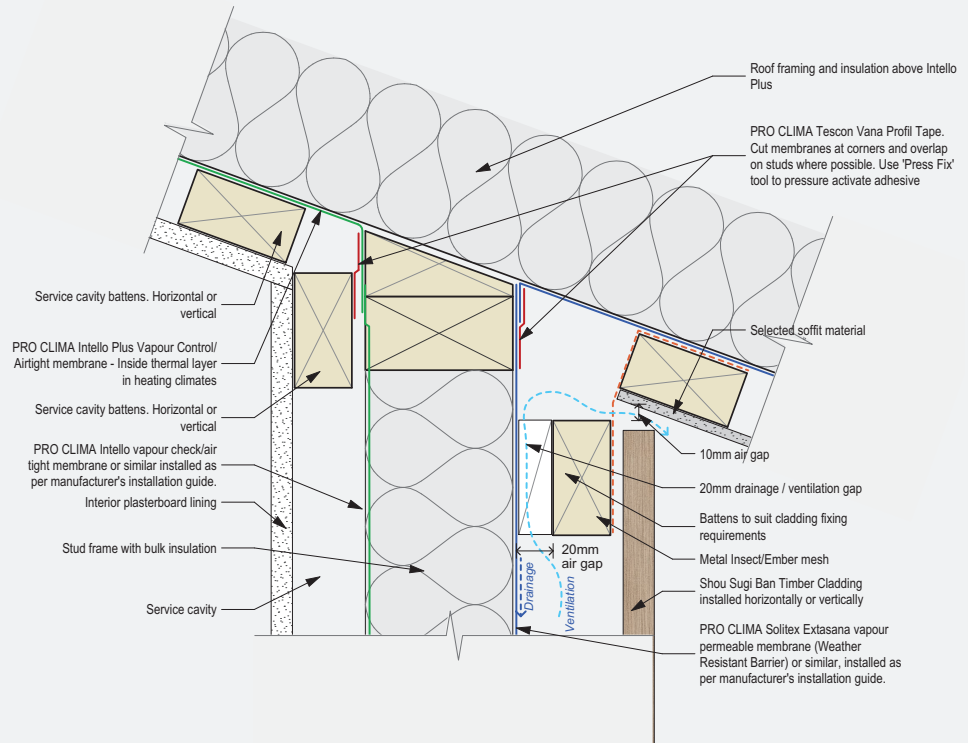 Roof framing and insulation above Intello
Plus
PRO CLIMA Tescon Vana Profil Tape.
Cut membranes at corners and overlap
on studs where possible. Use 'Press Fix'
tool to pressure activate adhesive
Service cavity battens. Horizontal or
vertical
PRO CLIMA Intello Plus Vapour Control/
Airtight membrane - Inside thermal layer
in heating climates
Service cavity battens. Horizontal or
vertical
PRO CLIMA Intello vapour check/air
tight membrane or similar installed as
per manufacturer's installation guide.
Interior plasterboard lining
Stud frame with bulk insulation
Service cavity
Selected soffit material
10mm air gap
20mm drainage / ventilation gap
Battens to suit cladding fixing
requirements
Metal Insect/Ember mesh
Shou Sugi Ban Timber Cladding
installed horizontally or vertically
PRO CLIMA Solitex Extasana vapour
permeable membrane (Weather
Resistant Barrier) or similar, installed as
per manufacturer's installation guide.
20mm
air gap
Drainage
Ventilation